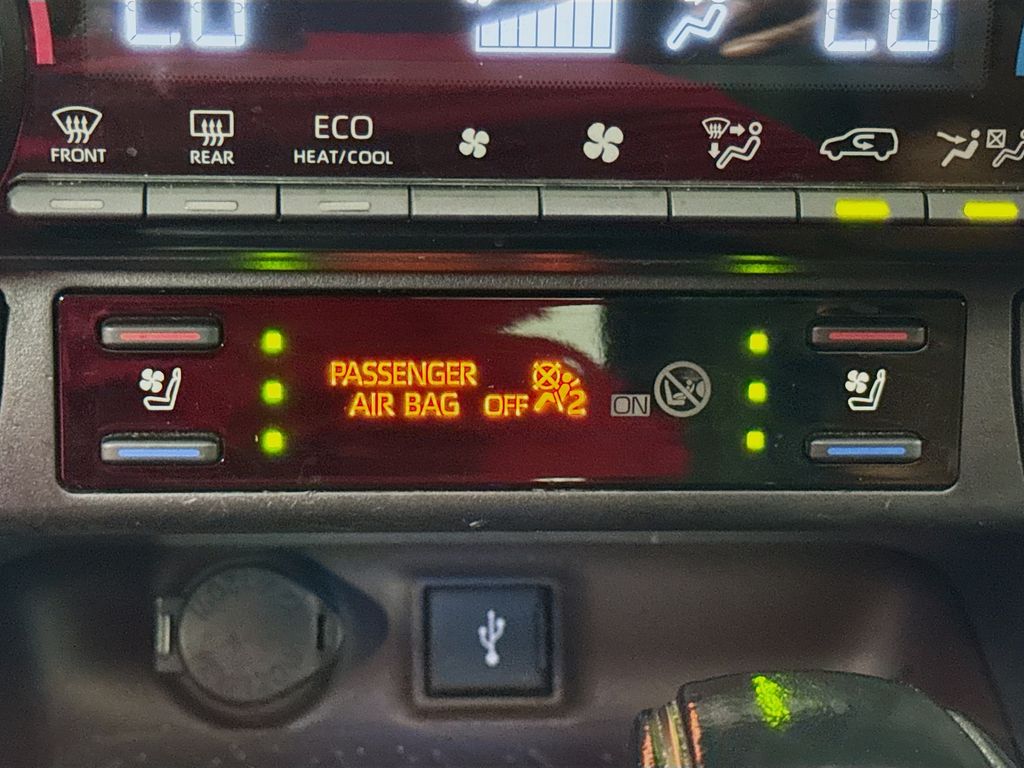 LO LO
FRONT REAR ECO
HEAT/COOL
PASSENGER
AIR BAG OFF 2 ON